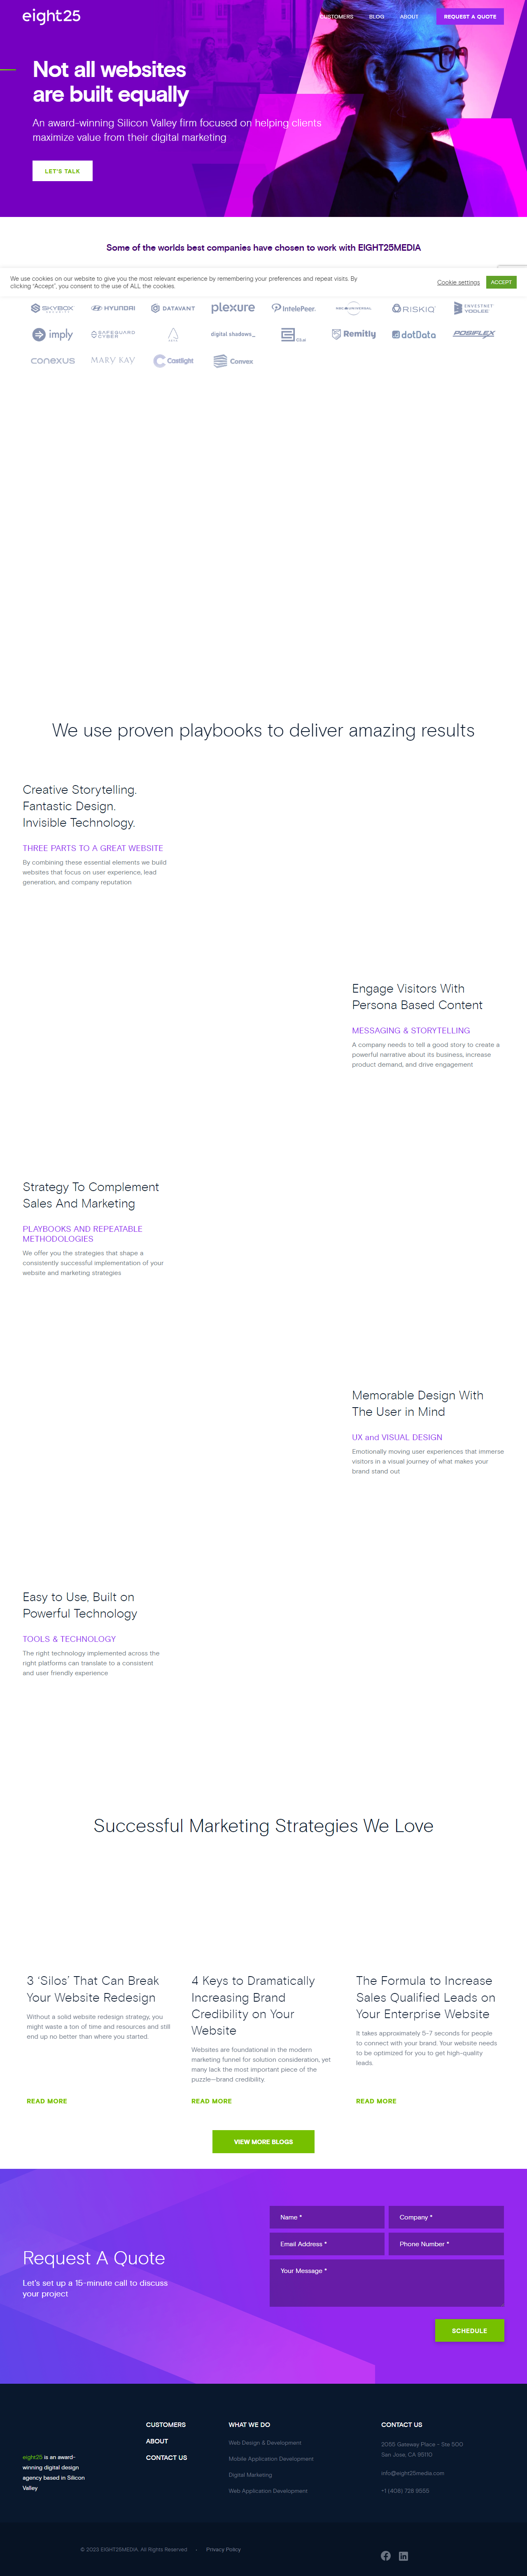 eight25
CUSTOMERS
BLOG
ABOUT
REQUEST A QUOTE
Not all websites
are built equally
An award-winning Silicon Valley firm focused on helping clients
maximize value from their digital marketing
LET'S TALK
Some of the worlds best companies have chosen to work with EIGHT25MEDIA
We use cookies on our website to give you the most relevant experience by remembering your preferences and repeat visits. By
clicking "Accept", you consent to the use of ALL the cookies.
Cookie settings
ACCEPT
SKYBOX
HYUNDAI
DATAVANT
plexure
IntelePeer
RISKIQ
ENVESTNET
YODLEE
imply
SAFEGUARD
CYBER
digital shadows_
Remitly
dotData
POSIFLEX
conexus
MARY KAY
Castlight
Convex
We use proven playbooks to deliver amazing results
Creative Storytelling.
Fantastic Design.
Invisible Technology.
THREE PARTS TO A GREAT WEBSITE
By combining these essential elements we build
websites that focus on user experience, lead
generation, and company reputation
Engage Visitors With
Persona Based Content
MESSAGING & STORYTELLING
A company needs to tell a good story to create a
powerful narrative about its business, increase
product demand, and drive engagement
Strategy To Complement
Sales And Marketing
PLAYBOOKS AND REPEATABLE
METHODOLOGIES
We offer you the strategies that shape a
consistently successful implementation of your
website and marketing strategies
Memorable Design With
The User in Mind
UX and VISUAL DESIGN
Emotionally moving user experiences that immerse
visitors in a visual journey of what makes your
brand stand out
Easy to Use, Built on
Powerful Technology
TOOLS & TECHNOLOGY
The right technology implemented across the
right platforms can translate to a consistent
and user friendly experience
Successful Marketing Strategies We Love
3 'Silos' That Can Break
Your Website Redesign
Without a solid website redesign strategy, you
might waste a ton of time and resources and still
end up no better than where you started.
READ MORE
4 Keys to Dramatically
Increasing Brand
Credibility on Your
Website
Websites are foundational in the modern
marketing funnel for solution consideration, yet
many lack the most important piece of the
puzzle—brand credibility.
READ MORE
The Formula to Increase
Sales Qualified Leads on
Your Enterprise Website
It takes approximately 5-7 seconds for people
to connect with your brand. Your website needs
to be optimized for you to get high-quality
leads.
READ MORE
VIEW MORE BLOGS
Request A Quote
Let's set up a 15-minute call to discuss
your project
Name *
Company *
Email Address *
Phone Number *
Your Message *
SCHEDULE
eight25 is an award-
winning digital design
agency based in Silicon
Valley
CUSTOMERS
ABOUT
CONTACT US
WHAT WE DO
Web Design & Development
Mobile Application Development
Digital Marketing
Web Application Development
CONTACT US
2055 Gateway Place - Ste 500
San Jose, CA 95110
info@eight25media.com
+1 (408) 728 9555
© 2023 EIGHT25MEDIA. All Rights Reserved - Privacy Policy